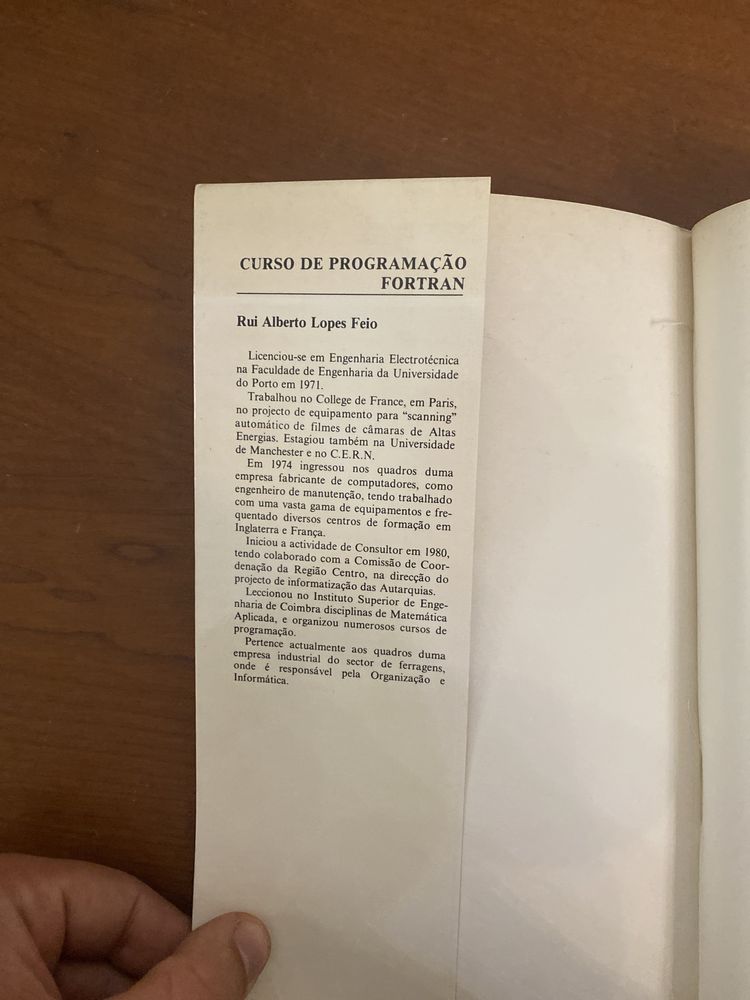 CURSO DE PROGRAMAÇÃO
FORTRAN
Rui Alberto Lopes Feio
Licenciou-se em Engenharia Electrotécnica
na Faculdade de Engenharia da Universidade
do Porto em 1971.
Trabalhou no College de France, em Paris,
no projecto de equipamento para “scanning”
automático de filmes de câmaras de Altas
Energias. Estagiou também na Universidade
de Manchester e no C.E.R.N.
Em 1974 ingressou nos quadros duma
empresa fabricante de computadores, como
engenheiro de manutenção, tendo trabalhado
com uma vasta gama de equipamentos e fre-
quentado diversos centros de formação em
Inglaterra e França.
Iniciou a actividade de Consultor em 1980,
tendo colaborado com a Comissão de Coor-
denação da Região Centro, na direcção do
projecto de informatização das Autarquias.
Leccionou no Instituto Superior de Enge-
nharia de Coimbra disciplinas de Matemática
Aplicada, e organizou numerosos cursos de
programação.
Pertence actualmente aos quadros duma
empresa industrial do sector de ferragens,
onde é responsável pela Organização e
Informática.